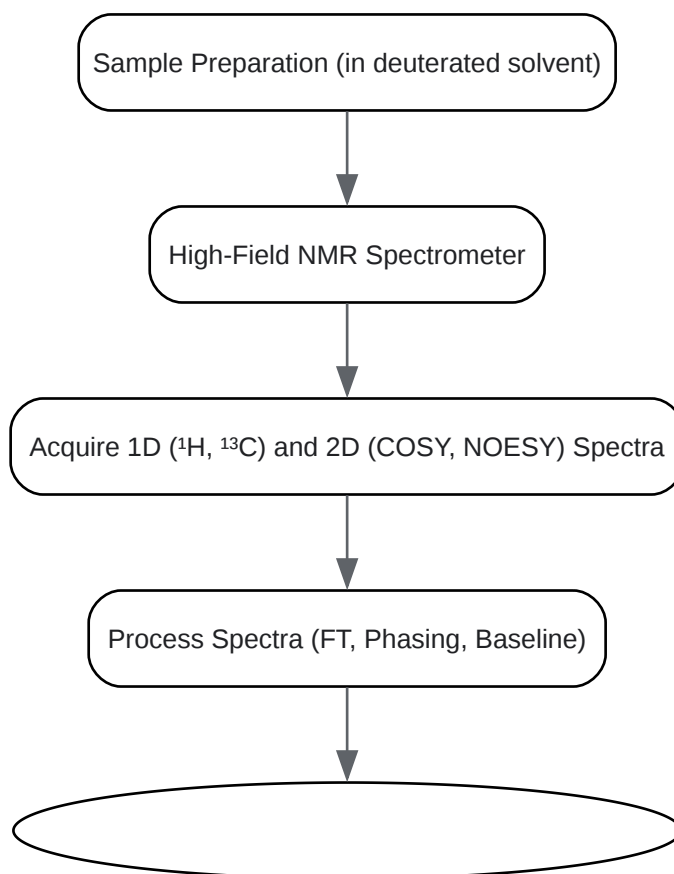 Sample Preparation (in deuterated solvent)
High-Field NMR Spectrometer
Acquire 1D (¹H, ¹³C) and 2D (COSY, NOESY) Spectra
Process Spectra (FT, Phasing, Baseline)